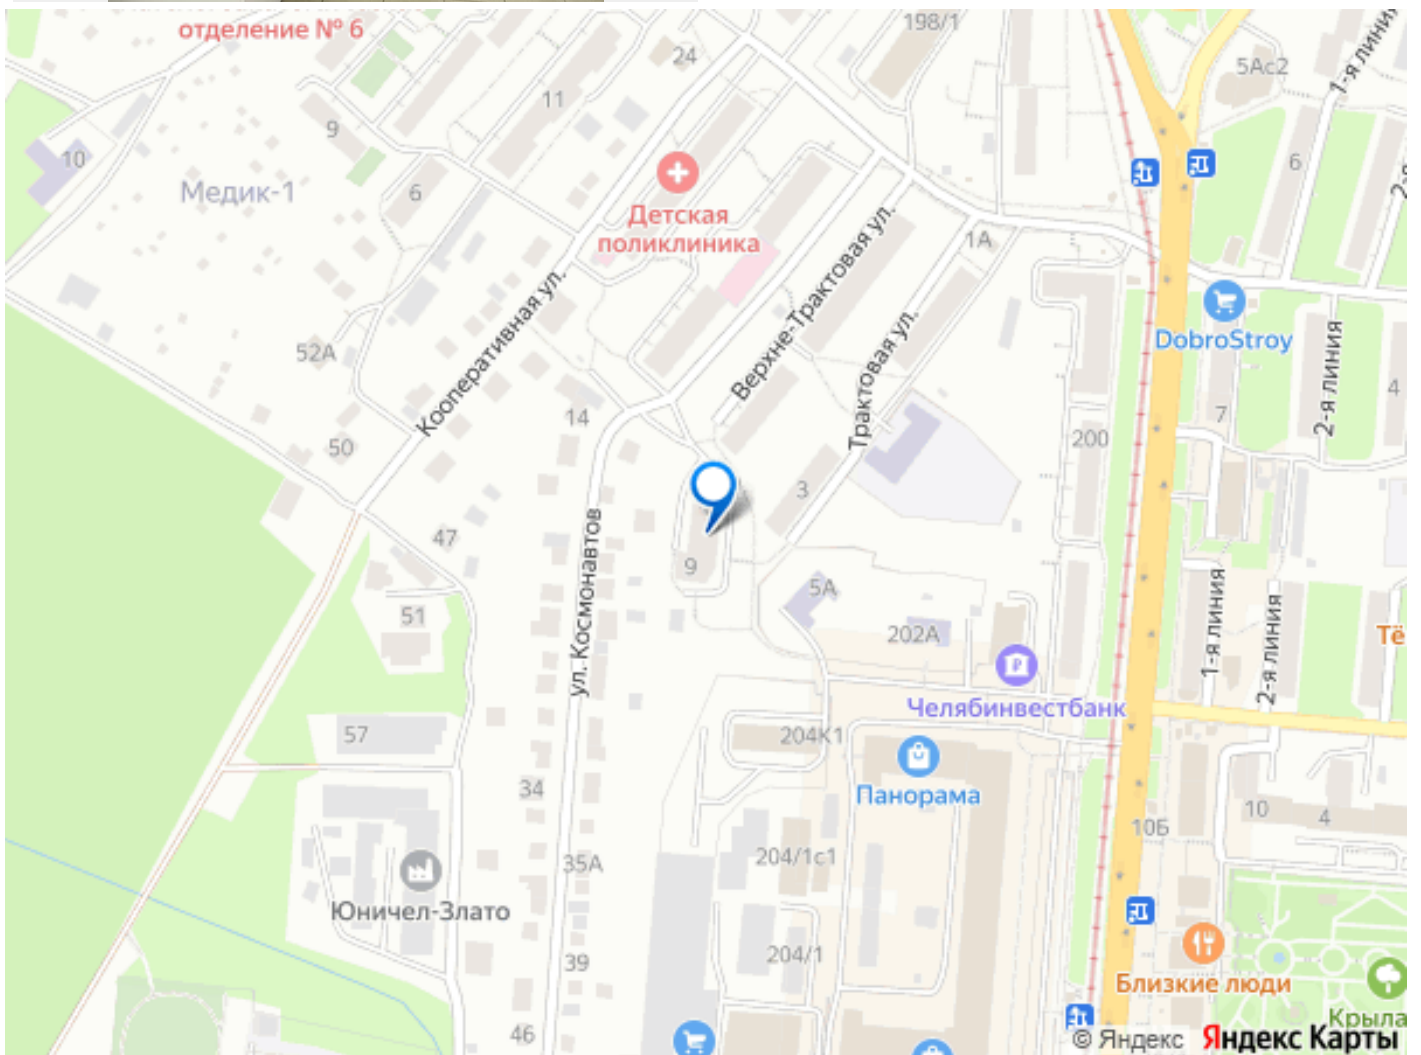 отделение № 6
198/1
24
5Ас2
1-я линия
11
9
10
6
6
Медик-1
Детская
поликлиника
1А
Верхне-Трактовая ул.
Кооперативная ул.
DobroStroy
52А
Трактовая ул.
2-я линия
4
14
7
50
200
3
47
ул. Космонавтов
9
5А
51
202А
1-я линия
2-я линия
Тё
Челябинвестбанк
57
204К1
34
Панорама
10
4
10Б
35А
204/1с1
Юничел-Злато
39
204/1
Близкие люди
46
Крыла
© Яндекс Яндекс Карты